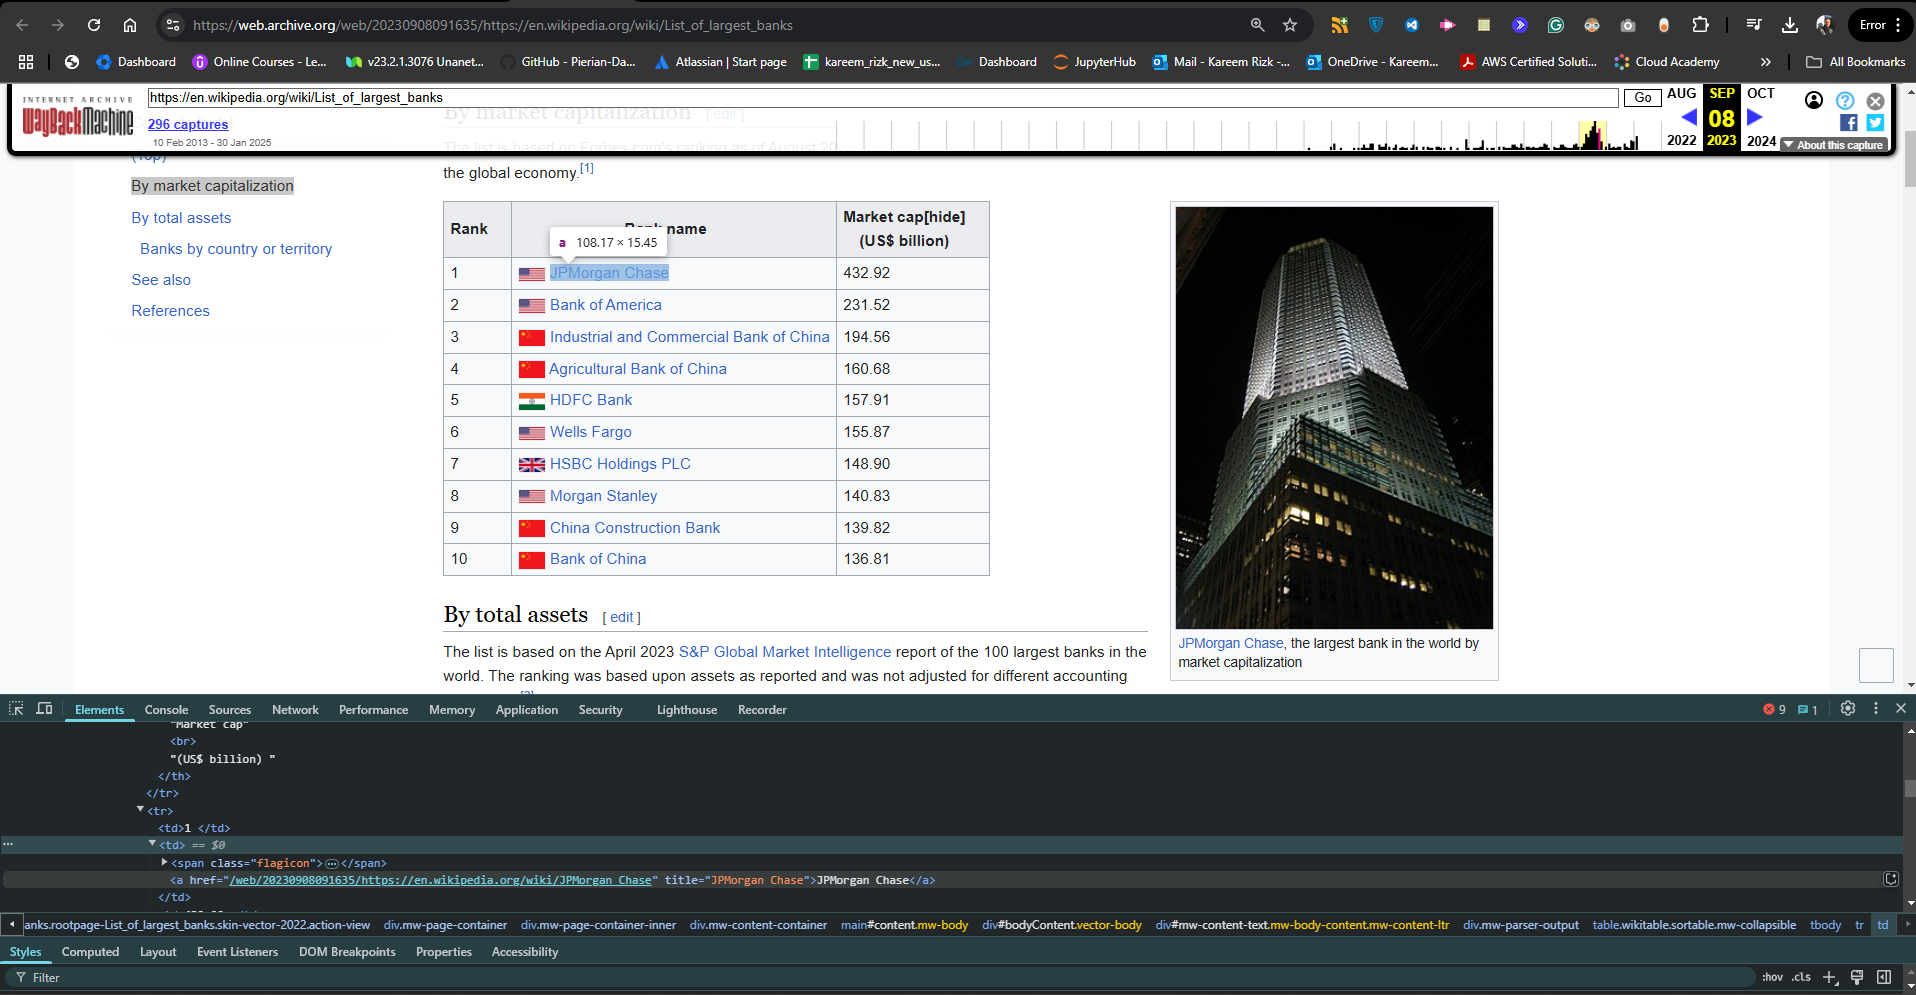 https://web.archive.org/web/20230908091635/https://en.wikipedia.org/wiki/List_of_largest_banks
Error
Dashboard
Online Courses - Le...
v23.2.1.3076 Unanet...
GitHub - Pierian-Da...
Atlassian | Start page
kareem_rizk_new_us...
Dashboard
JupyterHub
Mail - Kareem Rizk -...
OneDrive - Kareem...
AWS Certified Soluti...
Cloud Academy
»
All Bookmarks
INTERNET ARCHIVE
WayBackMachine
https://en.wikipedia.org/wiki/List_of_largest_banks
Go
AUG
SEP
OCT
08
2022
2023
2024
296 captures
10 Feb 2013 - 30 Jan 2025
About this capture
By market capitalization [ edit ]
The list is based on Forbes.com's ranking as of August 20
the global economy.[1]
(Top)
By market capitalization
By total assets
Banks by country or territory
See also
References
Rank
Bank name
Market cap[hide]
(US$ billion)
a 108.17 × 15.45
1 JPMorgan Chase 432.92
2 Bank of America 231.52
3 Industrial and Commercial Bank of China 194.56
4 Agricultural Bank of China 160.68
5 HDFC Bank 157.91
6 Wells Fargo 155.87
7 HSBC Holdings PLC 148.90
8 Morgan Stanley 140.83
9 China Construction Bank 139.82
10 Bank of China 136.81
JPMorgan Chase, the largest bank in the world by
market capitalization
By total assets [ edit ]
The list is based on the April 2023 S&P Global Market Intelligence report of the 100 largest banks in the
world. The ranking was based upon assets as reported and was not adjusted for different accounting
Elements Console Sources Network Performance Memory Application Security Lighthouse Recorder
9 1
"Market cap"
<br>
"(US$ billion) "
</th>
</tr>
<tr>
<td>1 </td>
... <td> == $0
<span class="flagicon">…</span>
<a href="/web/20230908091635/https://en.wikipedia.org/wiki/JPMorgan_Chase" title="JPMorgan Chase">JPMorgan Chase</a>
</td>
anks.rootpage-List_of_largest_banks.skin-vector-2022.action-view div.mw-page-container div.mw-page-container-inner div.mw-content-container main#content.mw-body div#bodyContent.vector-body div#mw-content-text.mw-body-content.mw-content-ltr div.mw-parser-output table.wikitable.sortable.mw-collapsible tbody tr td
Styles Computed Layout Event Listeners DOM Breakpoints Properties Accessibility
Filter
:hov .cls